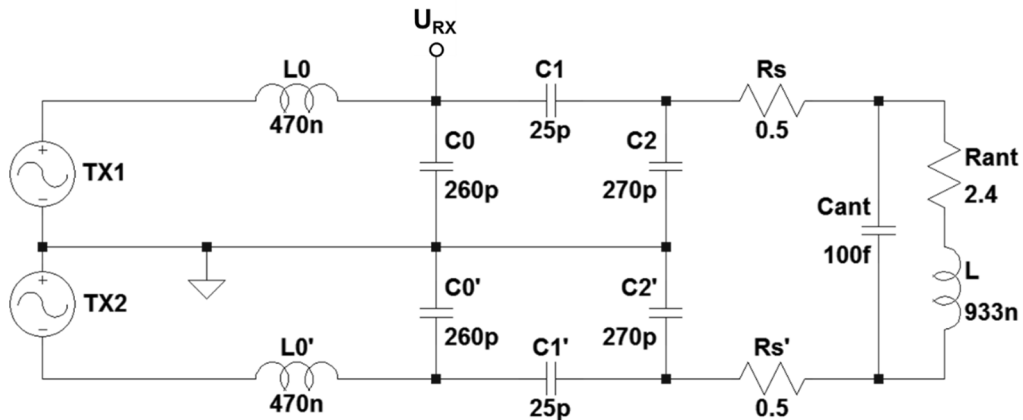 URX
L0
470n
C1
25p
Rs
0.5
TX1
C0
260p
C2
270p
Rant
2.4
Cant
100f
L
933n
TX2
C0'
260p
C2'
270p
L0'
470n
C1'
25p
Rs'
0.5